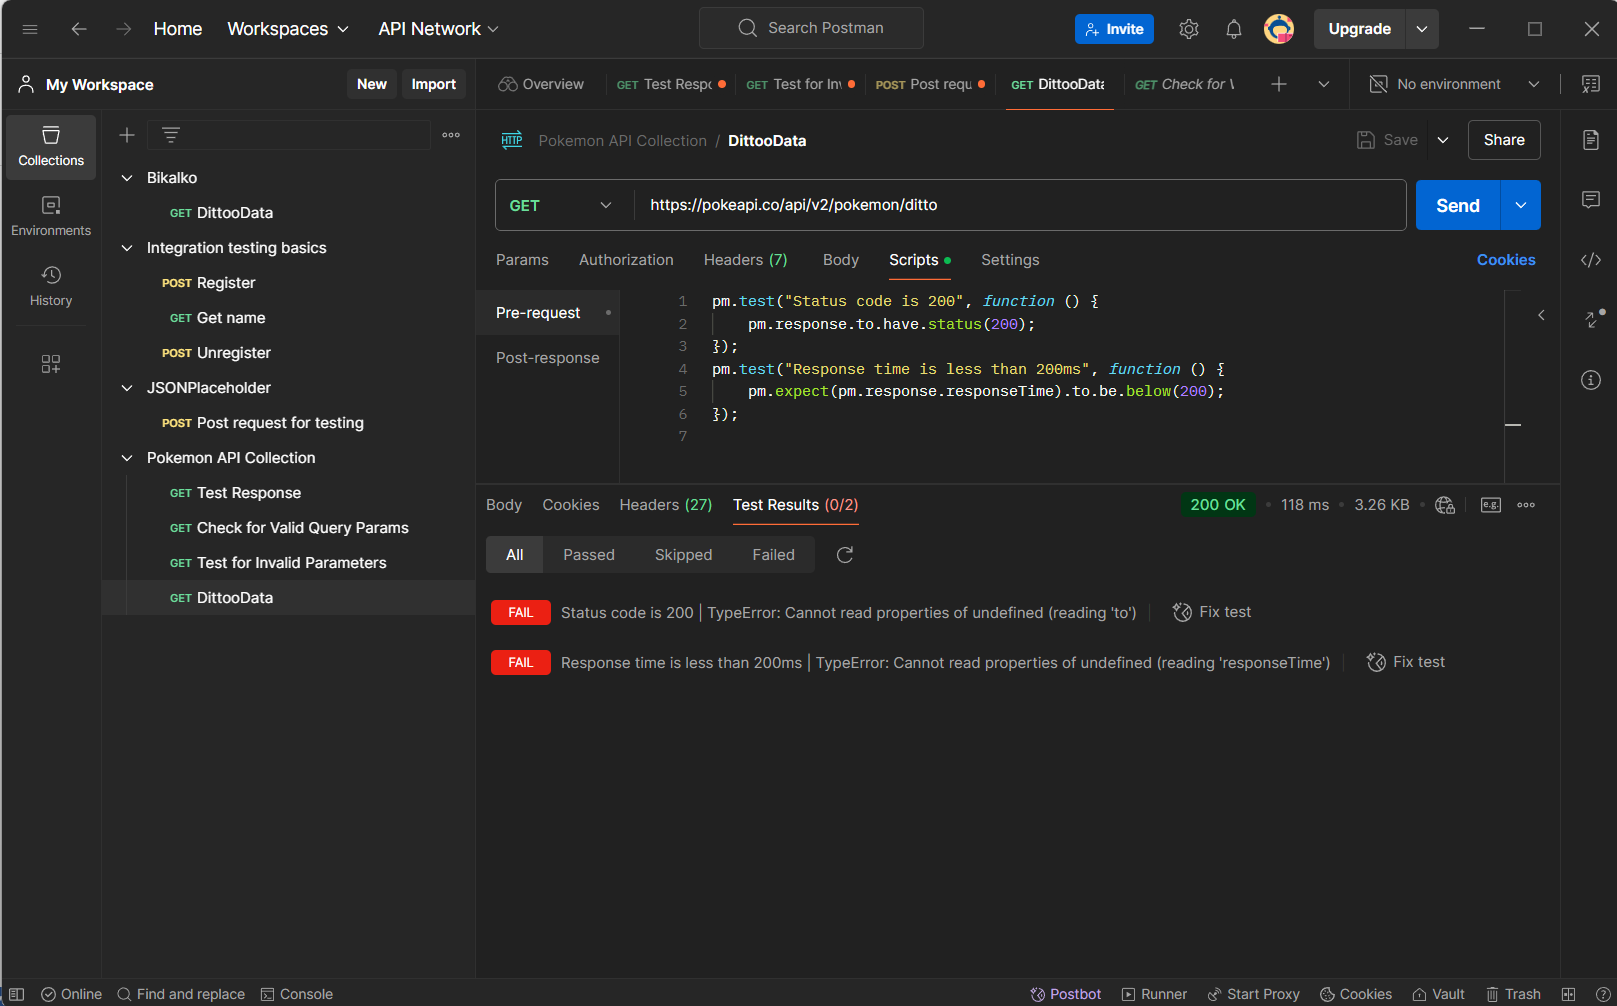 Home Workspaces API Network Search Postman Invite Upgrade
My Workspace New Import Overview GET Test Respo GET Test for Inv POST Post requ GET DittooData GET Check for V No environment
Collections
Environments
History
Bikalko
GET DittooData
Integration testing basics
POST Register
GET Get name
POST Unregister
JSONPlaceholder
POST Post request for testing
Pokemon API Collection
GET Test Response
GET Check for Valid Query Params
GET Test for Invalid Parameters
GET DittooData
HTTP Pokemon API Collection / DittooData Save Share
GET https://pokeapi.co/api/v2/pokemon/ditto Send
Params Authorization Headers (7) Body Scripts Settings Cookies
Pre-request
Post-response
1 pm.test("Status code is 200", function () {
2 pm.response.to.have.status(200);
3 });
4 pm.test("Response time is less than 200ms", function () {
5 pm.expect(pm.response.responseTime).to.be.below(200);
6 });
7
Body Cookies Headers (27) Test Results (0/2) 200 OK 118 ms 3.26 KB e.g.
All Passed Skipped Failed
FAIL Status code is 200 | TypeError: Cannot read properties of undefined (reading 'to') Fix test
FAIL Response time is less than 200ms | TypeError: Cannot read properties of undefined (reading 'responseTime') Fix test
Online Find and replace Console Postbot Runner Start Proxy Cookies Vault Trash